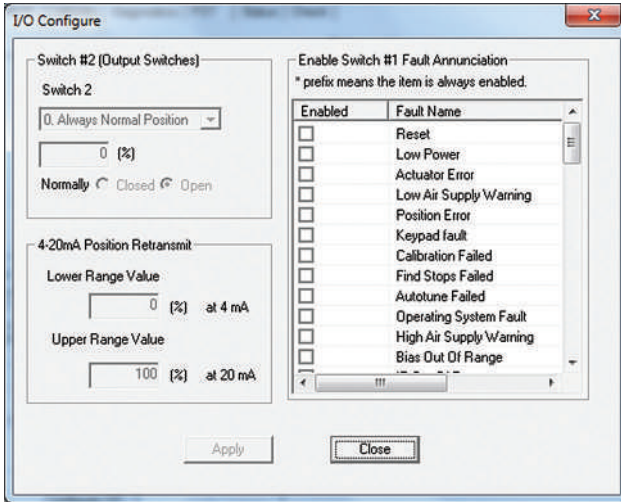 I/O Configure
Switch #2 (Output Switches)
Switch 2
0. Always Normal Position
0 (%)
Normally Closed Open
4-20mA Position Retransmit
Lower Range Value
0 (%) at 4 mA
Upper Range Value
100 (%) at 20 mA
Enable Switch #1 Fault Annunciation
* prefix means the item is always enabled.
Enabled Fault Name
Reset
Low Power
Actuator Error
Low Air Supply Warning
Position Error
Keypad fault
Calibration Failed
Find Stops Failed
Autotune Failed
Operating System Fault
High Air Supply Warning
Bias Out Of Range
Apply
Close